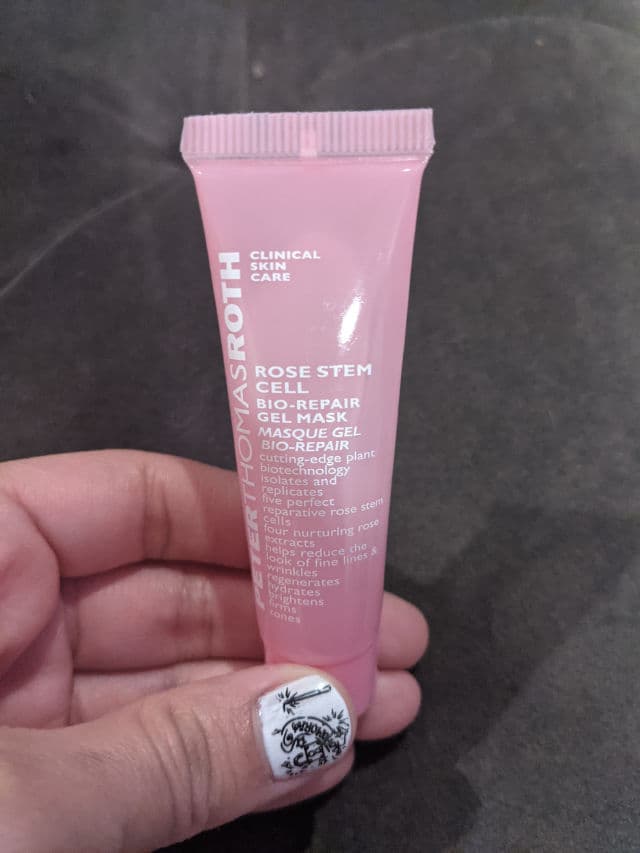 PETERTHOMASROTH
CLINICAL
SKIN
CARE
ROSE STEM
CELL
BIO-REPAIR
GEL MASK
MASQUE GEL
BIO-REPAIR
cutting-edge plant
biotechnology
isolates and
replicates
five perfect
reparative rose stem
cells
four nurturing rose
extracts
helps reduce the
look of fine lines &
wrinkles
regenerates
hydrates
brightens
firms
tones